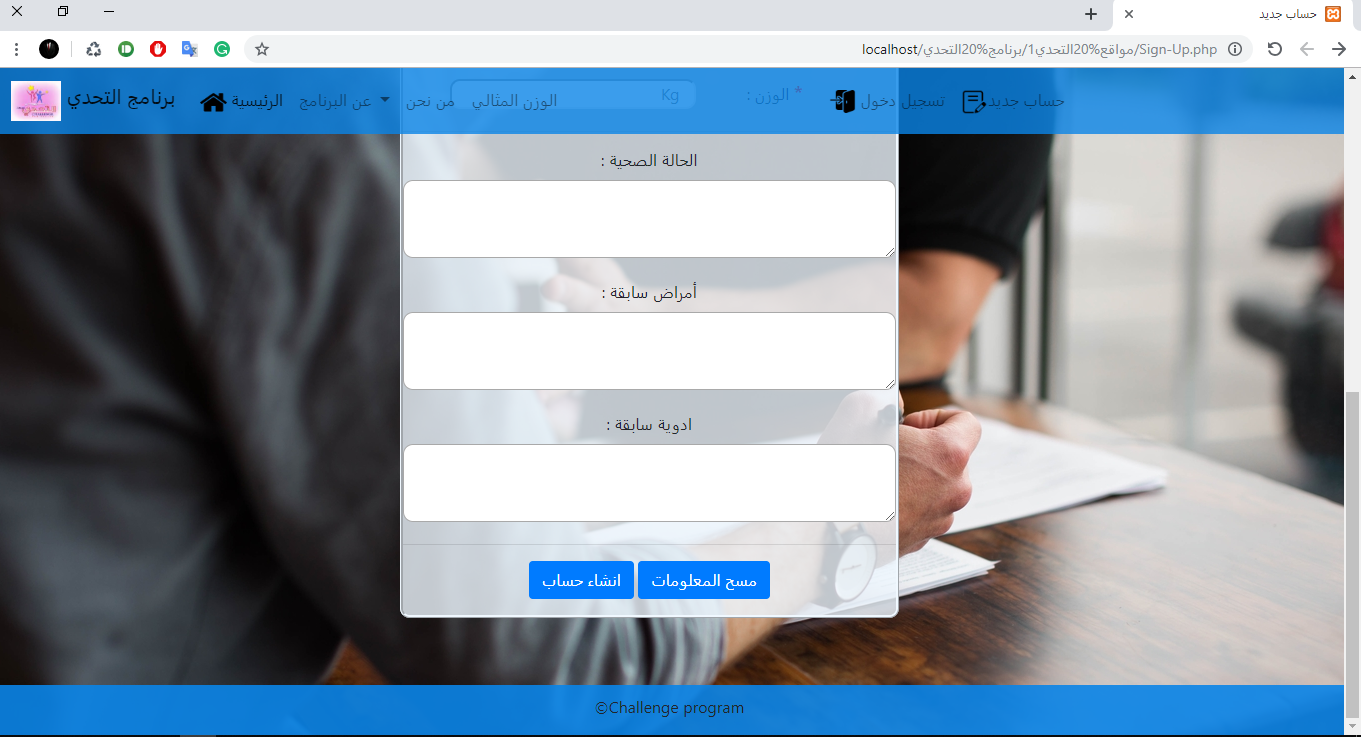 حساب جديد
localhost/مواقع%20التحدي1/برنامج%20التحدي/Sign-Up.php
برنامج التحدي
الرئيسية
عن البرنامج
من نحن
الوزن المثالي
تسجيل دخول
حساب جديد
* الوزن : Kg
الحالة الصحية :
أمراض سابقة :
ادوية سابقة :
انشاء حساب
مسح المعلومات
©Challenge program